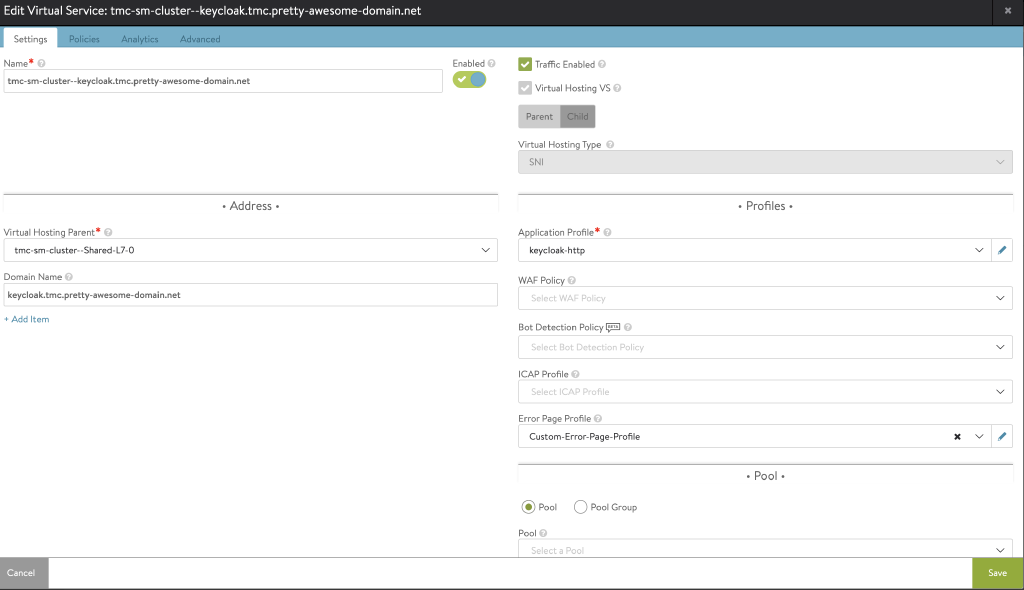 Edit Virtual Service: tmc-sm-cluster--keycloak.tmc.pretty-awesome-domain.net
Settings Policies Analytics Advanced
Name*
tmc-sm-cluster--keycloak.tmc.pretty-awesome-domain.net
Enabled
Traffic Enabled
Virtual Hosting VS
Parent Child
Virtual Hosting Type
SNI
• Address •
Virtual Hosting Parent*
tmc-sm-cluster--Shared-L7-0
Domain Name
keycloak.tmc.pretty-awesome-domain.net
+ Add Item
• Profiles •
Application Profile*
keycloak-http
WAF Policy
Select WAF Policy
Bot Detection Policy BETA
Select Bot Detection Policy
ICAP Profile
Select ICAP Profile
Error Page Profile
Custom-Error-Page-Profile
• Pool •
Pool Pool Group
Pool
Select a Pool
Cancel
Save